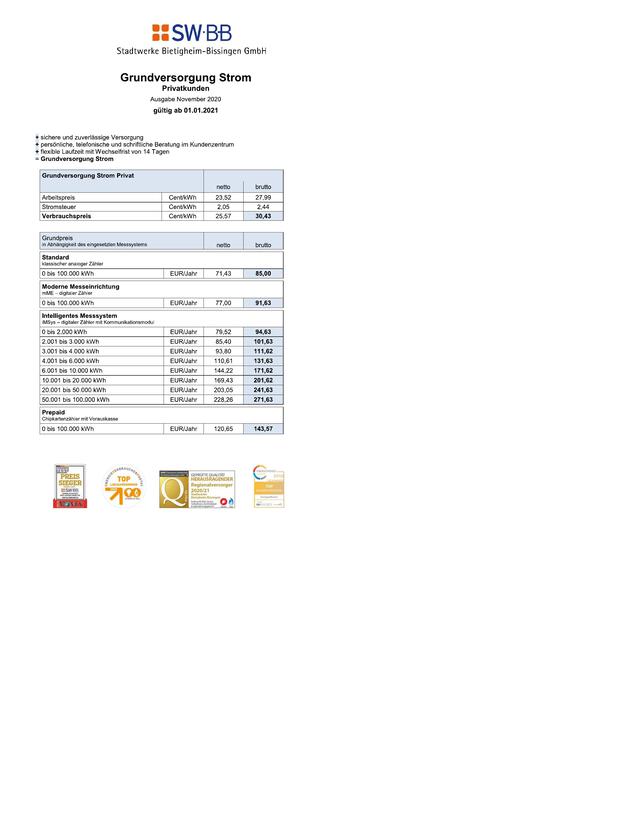 SW·BB
Stadtwerke Bietigheim-Bissingen GmbH
Grundversorgung Strom
Privatkunden
Ausgabe November 2020
gültig ab 01.01.2021
+ sichere und zuverlässige Versorgung
+ persönliche, telefonische und schriftliche Beratung im Kundenzentrum
+ flexible Laufzeit mit Wechselfrist von 14 Tagen
= Grundversorgung Strom
Grundversorgung Strom Privat
netto brutto
Arbeitspreis Cent/kWh 23,52 27,99
Stromsteuer Cent/kWh 2,05 2,44
Verbrauchspreis Cent/kWh 25,57 30,43
Grundpreis
in Abhängigkeit des eingesetzten Messsystems netto brutto
Standard
klassischer analoger Zähler
0 bis 100.000 kWh EUR/Jahr 71,43 85,00
Moderne Messeinrichtung
mME – digitaler Zähler
0 bis 100.000 kWh EUR/Jahr 77,00 91,63
Intelligentes Messsystem
iMSys – digitaler Zähler mit Kommunikationsmodul
0 bis 2.000 kWh EUR/Jahr 79,52 94,63
2.001 bis 3.000 kWh EUR/Jahr 85,40 101,63
3.001 bis 4.000 kWh EUR/Jahr 93,80 111,62
4.001 bis 6.000 kWh EUR/Jahr 110,61 131,63
6.001 bis 10.000 kWh EUR/Jahr 144,22 171,62
10.001 bis 20.000 kWh EUR/Jahr 169,43 201,62
20.001 bis 50.000 kWh EUR/Jahr 203,05 241,63
50.001 bis 100.000 kWh EUR/Jahr 228,26 271,63
Prepaid
Chipkartenzähler mit Vorauskasse
0 bis 100.000 kWh EUR/Jahr 120,65 143,57
PREIS
SIEGER
TOP
Q
GEPRÜFTE QUALITÄT
HERAUSRAGENDER
Regionalversorger
2020/21
TOP